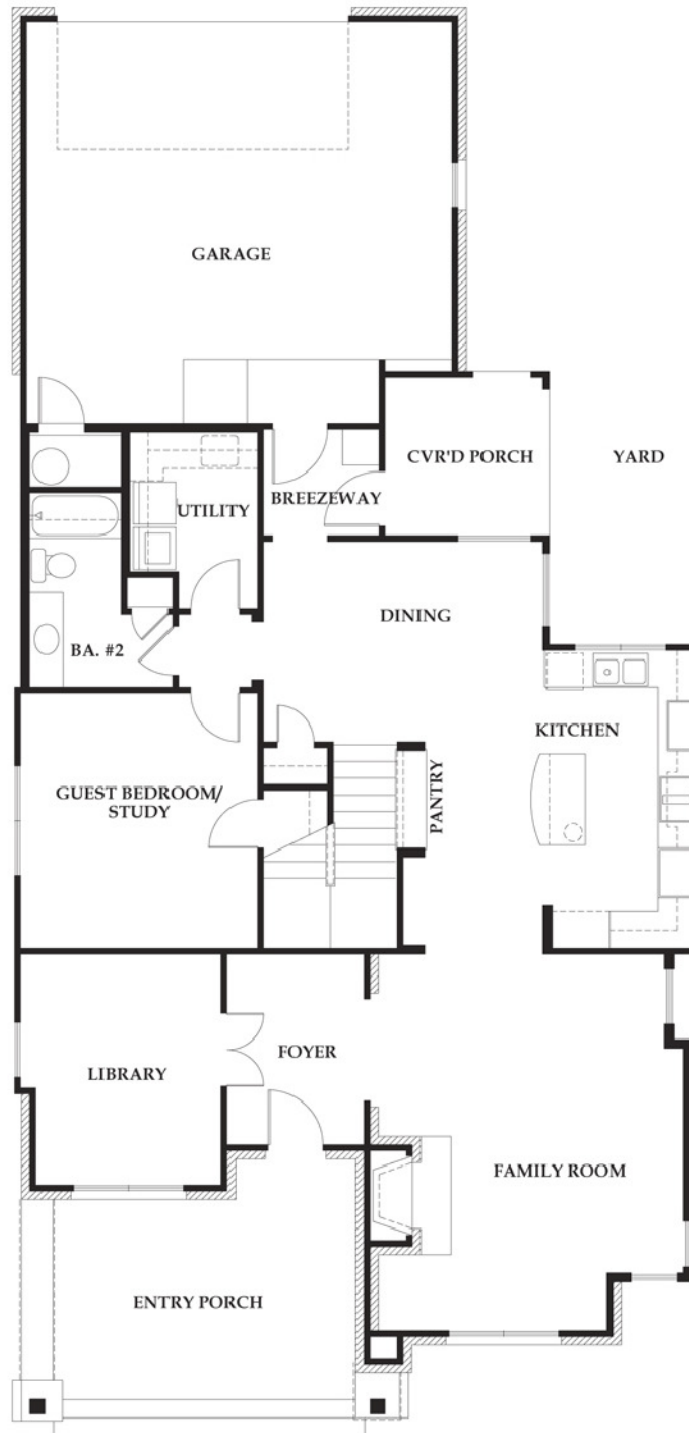 GARAGE
CVR'D PORCH
YARD
UTILITY
BREEZEWAY
DINING
BA. #2
KITCHEN
PANTRY
GUEST BEDROOM/
STUDY
FOYER
LIBRARY
FAMILY ROOM
ENTRY PORCH